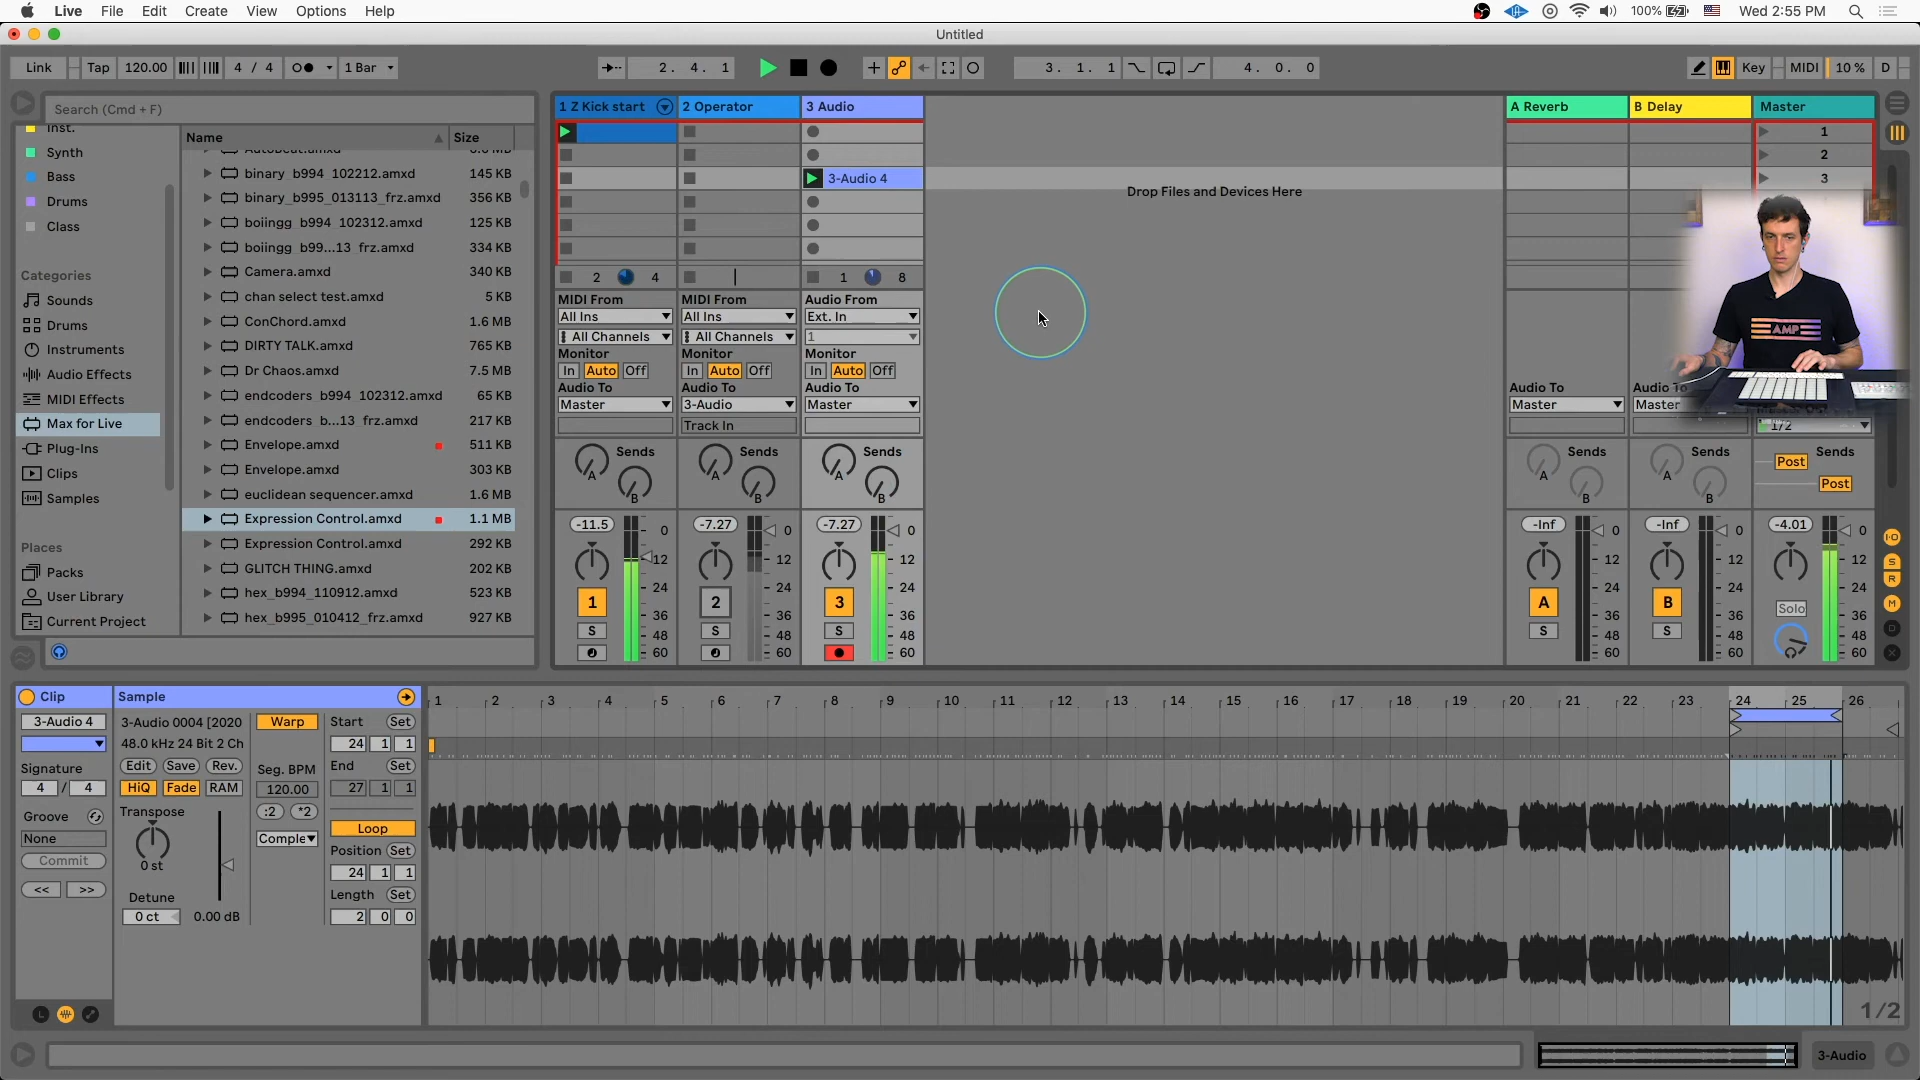 Live File Edit Create View Options Help
100% Wed 2:55 PM
Untitled
Link Tap 120.00 4 / 4 1 Bar 2. 4. 1 3. 1. 1 4. 0. 0 Key MIDI 10 % D
Search (Cmd + F)
Inst.
Synth
Bass
Drums
Class
Categories
Sounds
Drums
Instruments
Audio Effects
MIDI Effects
Max for Live
Plug-Ins
Clips
Samples
Places
Packs
User Library
Current Project
Name Size
binary_b994_102212.amxd 145 KB
binary_b995_013113_frz.amxd 356 KB
boiingg_b994_102312.amxd 125 KB
boiingg_b99...13_frz.amxd 334 KB
Camera.amxd 340 KB
chan select test.amxd 5 KB
ConChord.amxd 1.6 MB
DIRTY TALK.amxd 765 KB
Dr Chaos.amxd 7.5 MB
endcoders_b994_102312.amxd 65 KB
endcoders_b...13_frz.amxd 217 KB
Envelope.amxd 511 KB
Envelope.amxd 303 KB
euclidean sequencer.amxd 1.6 MB
Expression Control.amxd 1.1 MB
Expression Control.amxd 292 KB
GLITCH THING.amxd 202 KB
hex_b994_110912.amxd 523 KB
hex_b995_010412_frz.amxd 927 KB
1 Z Kick start 2 Operator 3 Audio A Reverb B Delay Master
1
2
3-Audio 4 3
Drop Files and Devices Here
2 4 1 8
MIDI From MIDI From Audio From
All Ins All Ins Ext. In
All Channels All Channels 1
Monitor Monitor Monitor
In Auto Off In Auto Off In Auto Off
Audio To Audio To Audio To Audio To Audio To
Master 3-Audio Master Master Master
Track In 1/2
Sends Sends Sends Sends Sends Sends
A A A A A Post
B B B B B Post
-11.5 -7.27 -7.27 -Inf -Inf -4.01
0 0 0 0 0 0
12 12 12 12 12 12
24 24 24 24 24 24
1 2 3 A B Solo
36 36 36 36 36 36
S S S S S
48 48 48 48 48 48
60 60 60 60 60 60
I·O
S
R
M
D
X
AMP
Clip
3-Audio 4
Signature
4 / 4
Groove
None
Commit
<< >>
L
Sample
3-Audio 0004 [2020
48.0 kHz 24 Bit 2 Ch
Edit Save Rev.
HiQ Fade RAM
Transpose
0 st
Detune
0 ct 0.00 dB
Warp
Seg. BPM
120.00
:2 *2
Comple
Start Set
24 1 1
End Set
27 1 1
Loop
Position Set
24 1 1
Length Set
2 0 0
1 2 3 4 5 6 7 8 9 10 11 12 13 14 15 16 17 18 19 20 21 22 23 24 25 26
1/2
3-Audio